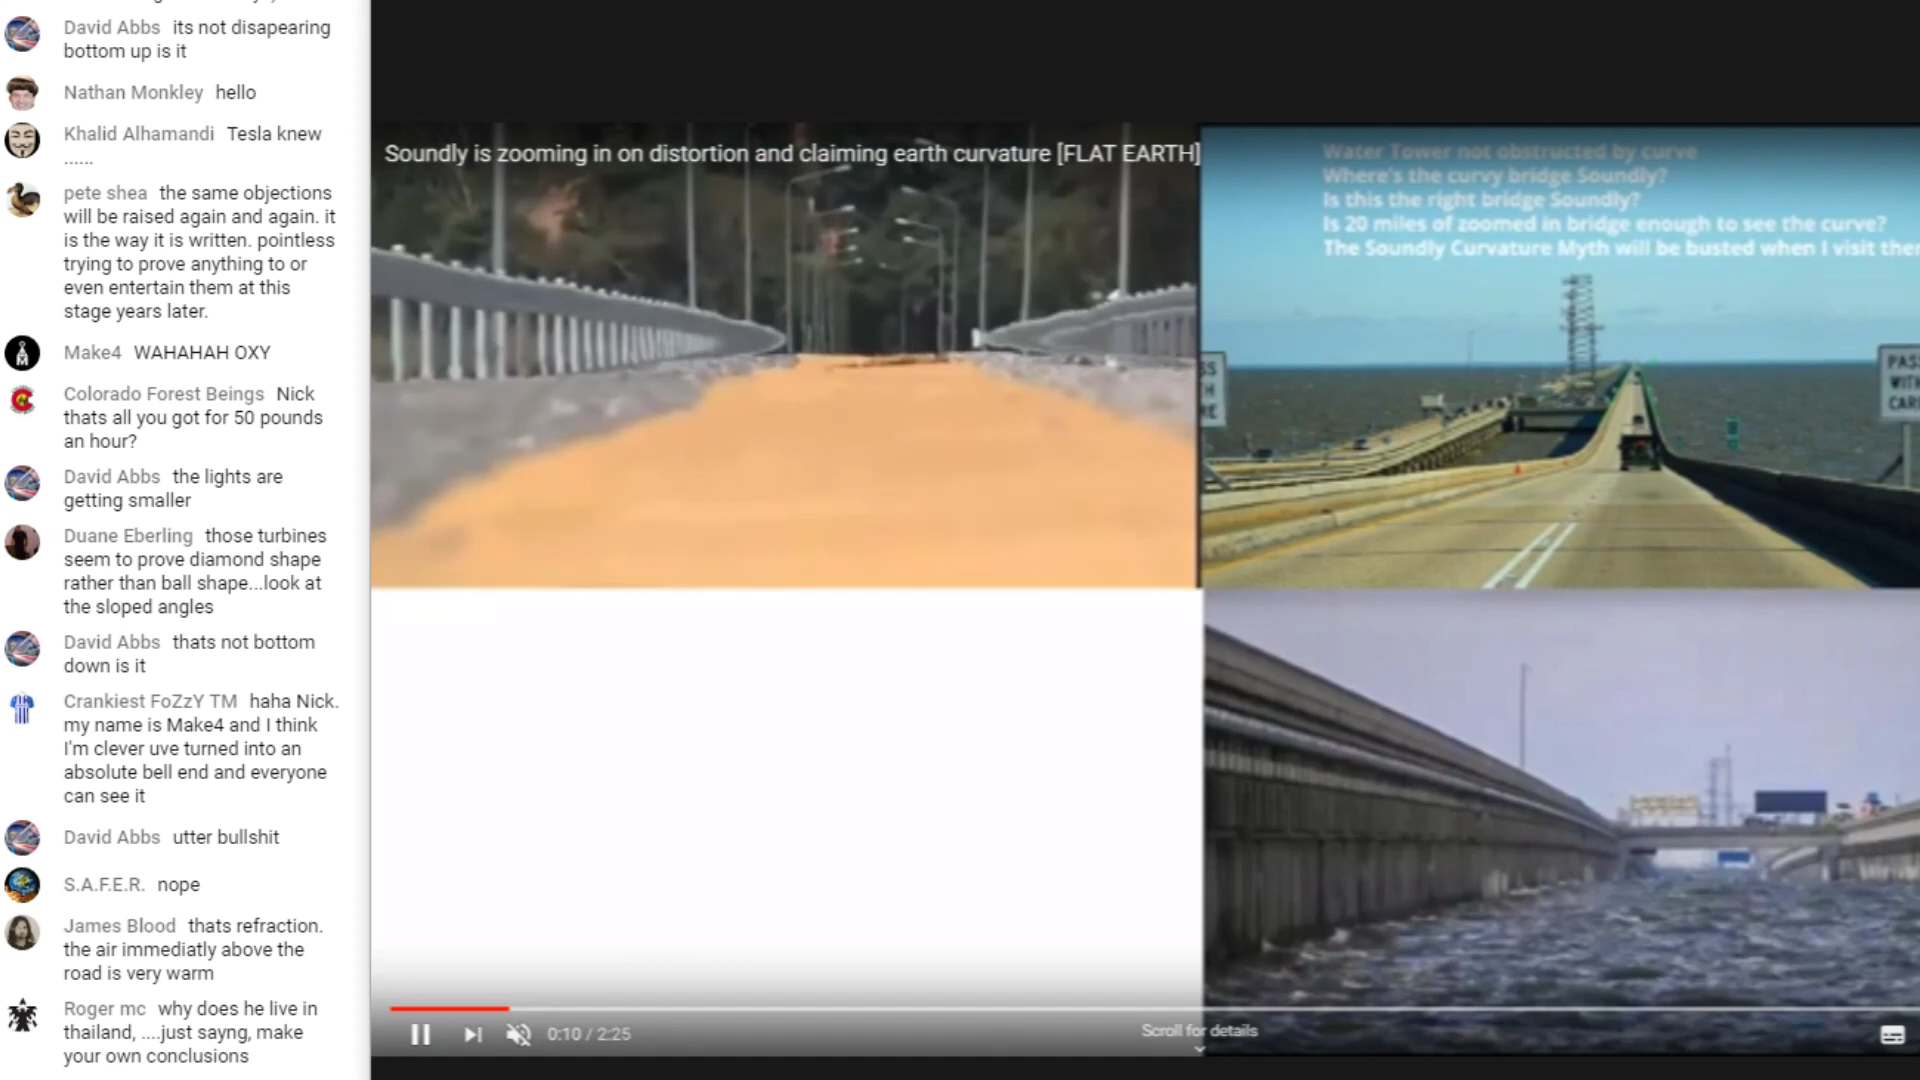 David Abbs its not disapearing
bottom up is it
Nathan Monkley hello
Khalid Alhamandi Tesla knew
......
pete shea the same objections
will be raised again and again. it
is the way it is written. pointless
trying to prove anything to or
even entertain them at this
stage years later.
Make4 WAHAHAH OXY
Colorado Forest Beings Nick
thats all you got for 50 pounds
an hour?
David Abbs the lights are
getting smaller
Duane Eberling those turbines
seem to prove diamond shape
rather than ball shape...look at
the sloped angles
David Abbs thats not bottom
down is it
Crankiest FoZzY TM haha Nick.
my name is Make4 and I think
I'm clever uve turned into an
absolute bell end and everyone
can see it
David Abbs utter bullshit
S.A.F.E.R. nope
James Blood thats refraction.
the air immediatly above the
road is very warm
Roger mc why does he live in
thailand, ....just sayng, make
your own conclusions
Soundly is zooming in on distortion and claiming earth curvature [FLAT EARTH]
Water Tower not obstructed by curve
Where's the curvy bridge Soundly?
Is this the right bridge Soundly?
Is 20 miles of zoomed in bridge enough to see the curve?
The Soundly Curvature Myth will be busted when I visit
PASS
WITH
CARE
0:10 / 2:25
Scroll for details